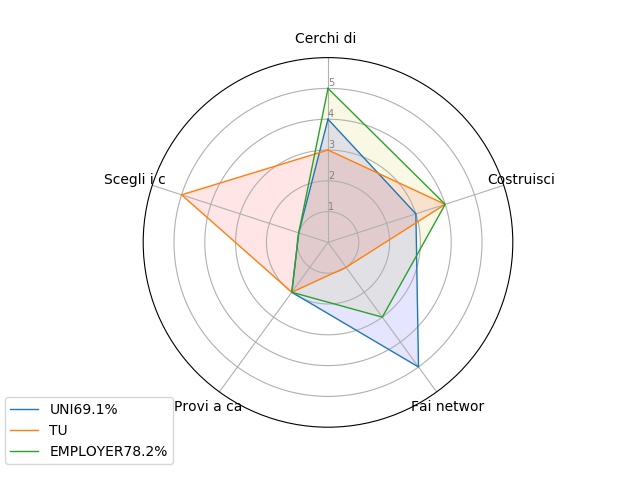 Cerchi di
5
4
3
2
1
Scegli i c
Costruisci
Provi a ca
Fai networ
UNI69.1%
TU
EMPLOYER78.2%